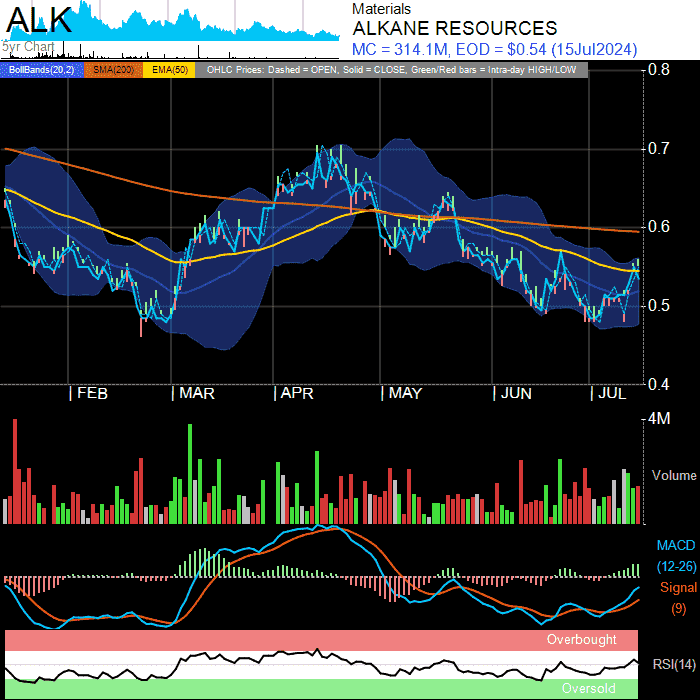 ALK
5yr Chart
Materials
ALKANE RESOURCES
MC = 314.1M, EOD = $0.54 (15Jul2024)
BollBands(20,2) SMA(200) EMA(50) OHLC Prices: Dashed = OPEN, Solid = CLOSE, Green/Red bars = Intra-day HIGH/LOW
0.8
0.7
0.6
0.5
0.4
| FEB | MAR | APR | MAY | JUN | JUL
4M
Volume
MACD
(12-26)
Signal
(9)
Overbought
RSI(14)
Oversold